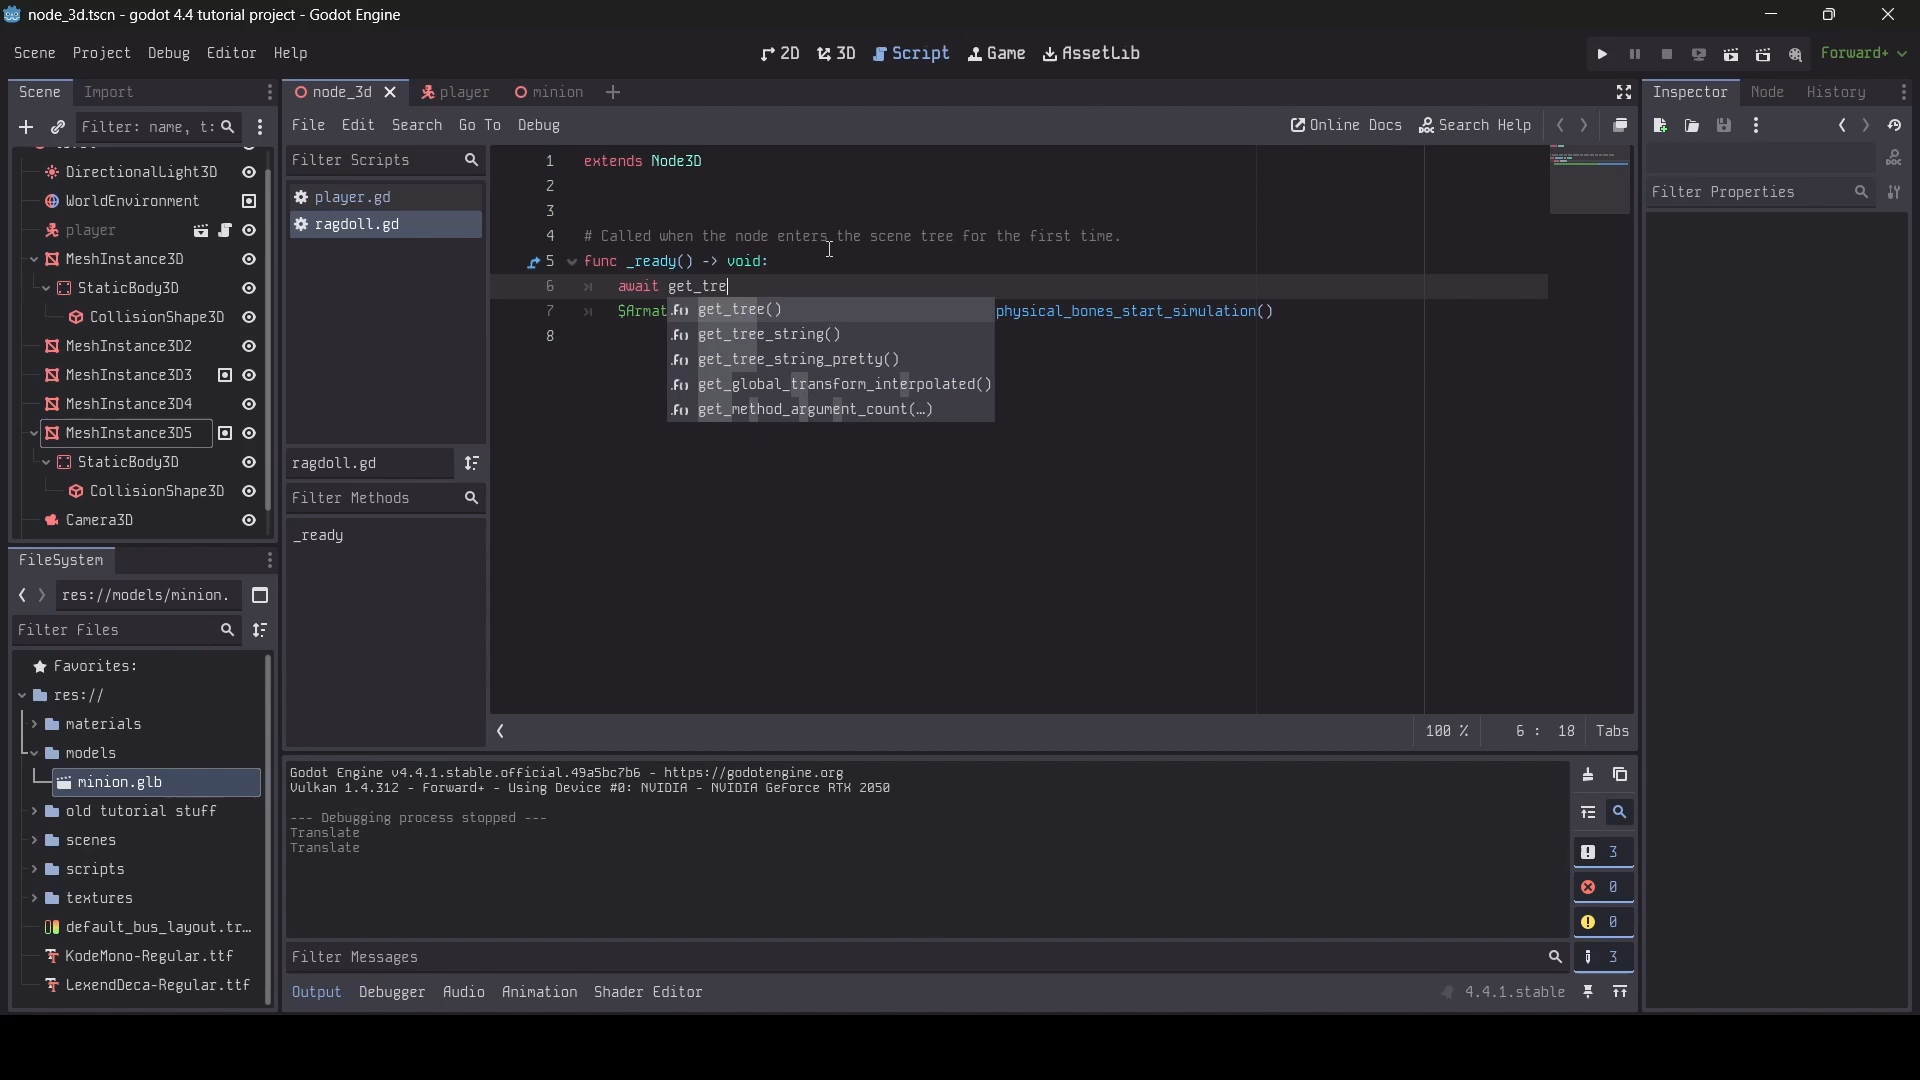 node_3d.tscn - godot 4.4 tutorial project - Godot Engine
Scene Project Debug Editor Help
2D 3D Script Game AssetLib
Forward+
Scene Import
node_3d player minion
Inspector Node History
Filter: name, t:
File Edit Search Go To Debug
Online Docs Search Help
DirectionalLight3D
WorldEnvironment
player
MeshInstance3D
StaticBody3D
CollisionShape3D
MeshInstance3D2
MeshInstance3D3
MeshInstance3D4
MeshInstance3D5
StaticBody3D
CollisionShape3D
Camera3D
Filter Scripts
player.gd
ragdoll.gd
ragdoll.gd
Filter Methods
_ready
1 extends Node3D
2
3
4 # Called when the node enters the scene tree for the first time.
5 func _ready() -> void:
6 await get_tre
7 $Armat physical_bones_start_simulation()
8
get_tree()
get_tree_string()
get_tree_string_pretty()
get_global_transform_interpolated()
get_method_argument_count(…)
100 % 6 : 18 Tabs
Filter Properties
FileSystem
res://models/minion.
Filter Files
Favorites:
res://
materials
models
minion.glb
old tutorial stuff
scenes
scripts
textures
default_bus_layout.tr...
KodeMono-Regular.ttf
LexendDeca-Regular.ttf
Godot Engine v4.4.1.stable.official.49a5bc7b6 - https://godotengine.org
Vulkan 1.4.312 - Forward+ - Using Device #0: NVIDIA - NVIDIA GeForce RTX 2050
--- Debugging process stopped ---
Translate
Translate
3
0
0
3
Filter Messages
Output Debugger Audio Animation Shader Editor
4.4.1.stable